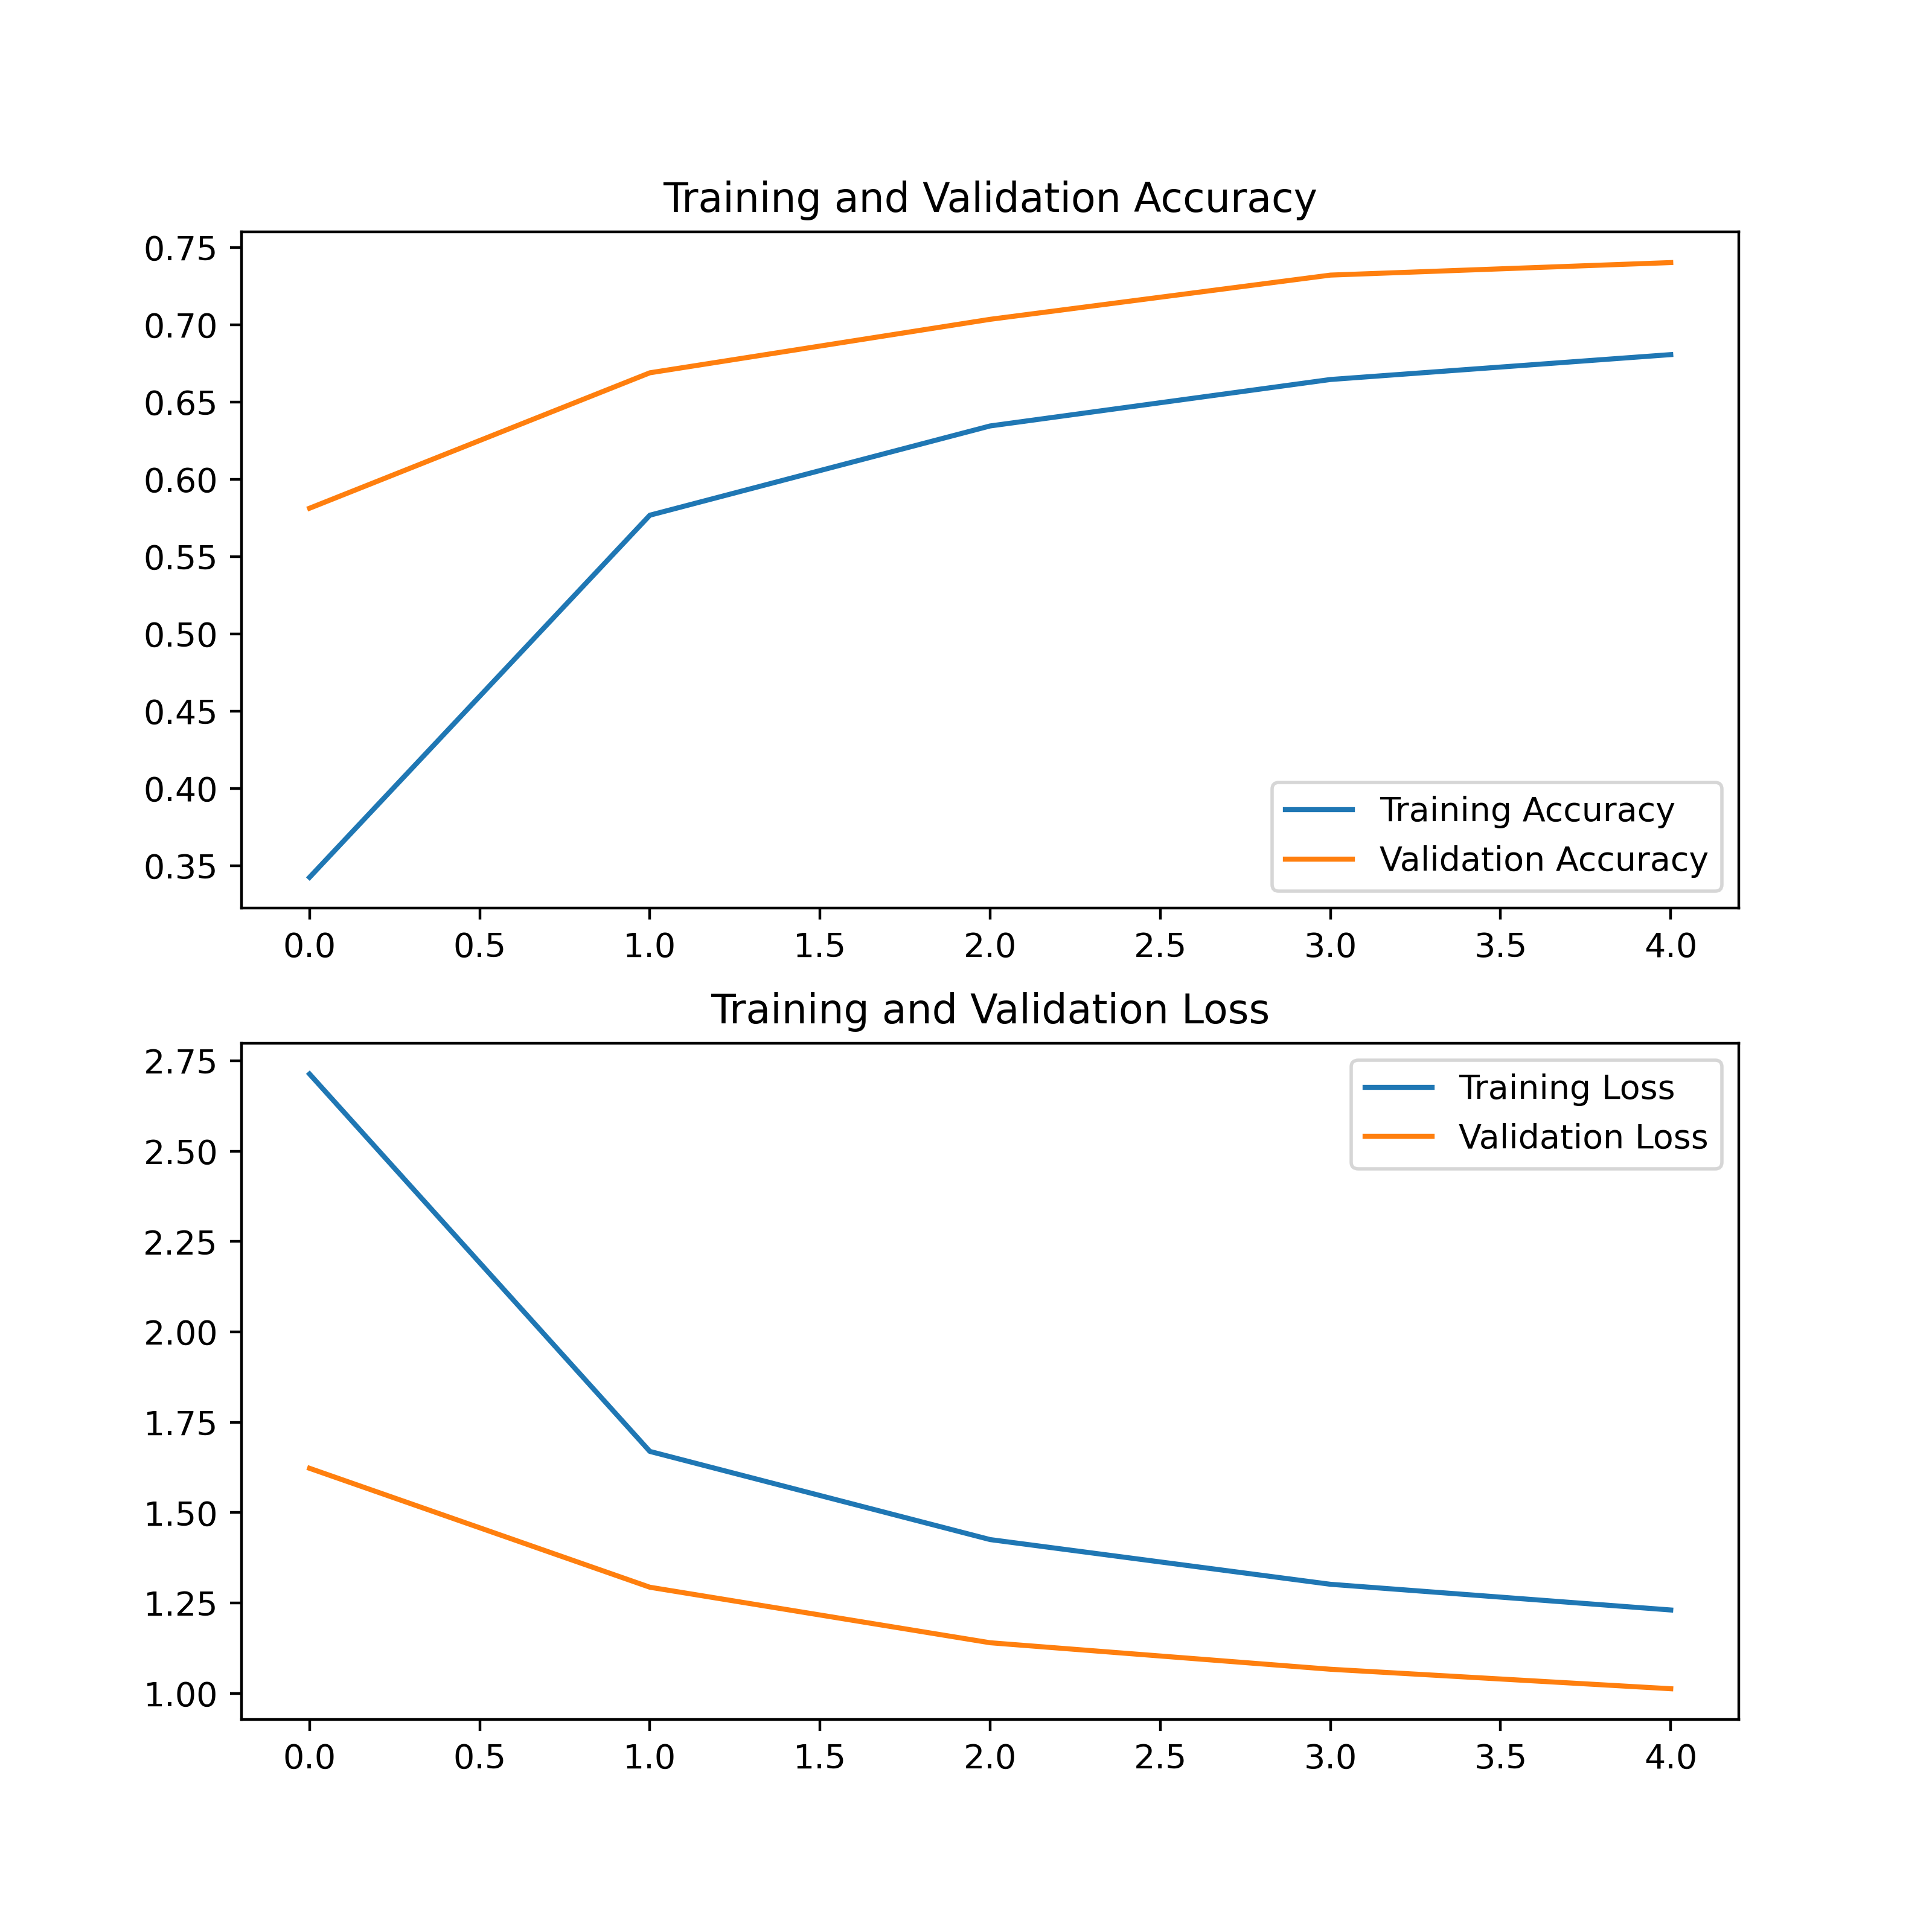 Training and Validation Accuracy
0.75
0.70
0.65
0.60
0.55
0.50
0.45
0.40
0.35
Training Accuracy
Validation Accuracy
0.0 0.5 1.0 1.5 2.0 2.5 3.0 3.5 4.0
Training and Validation Loss
2.75
2.50
2.25
2.00
1.75
1.50
1.25
1.00
Training Loss
Validation Loss
0.0 0.5 1.0 1.5 2.0 2.5 3.0 3.5 4.0